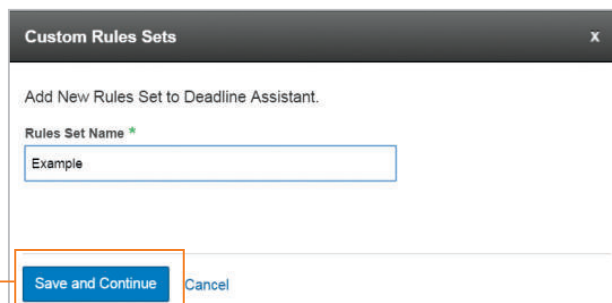 Custom Rules Sets x
Add New Rules Set to Deadline Assistant.
Rules Set Name *
Example
Save and Continue Cancel